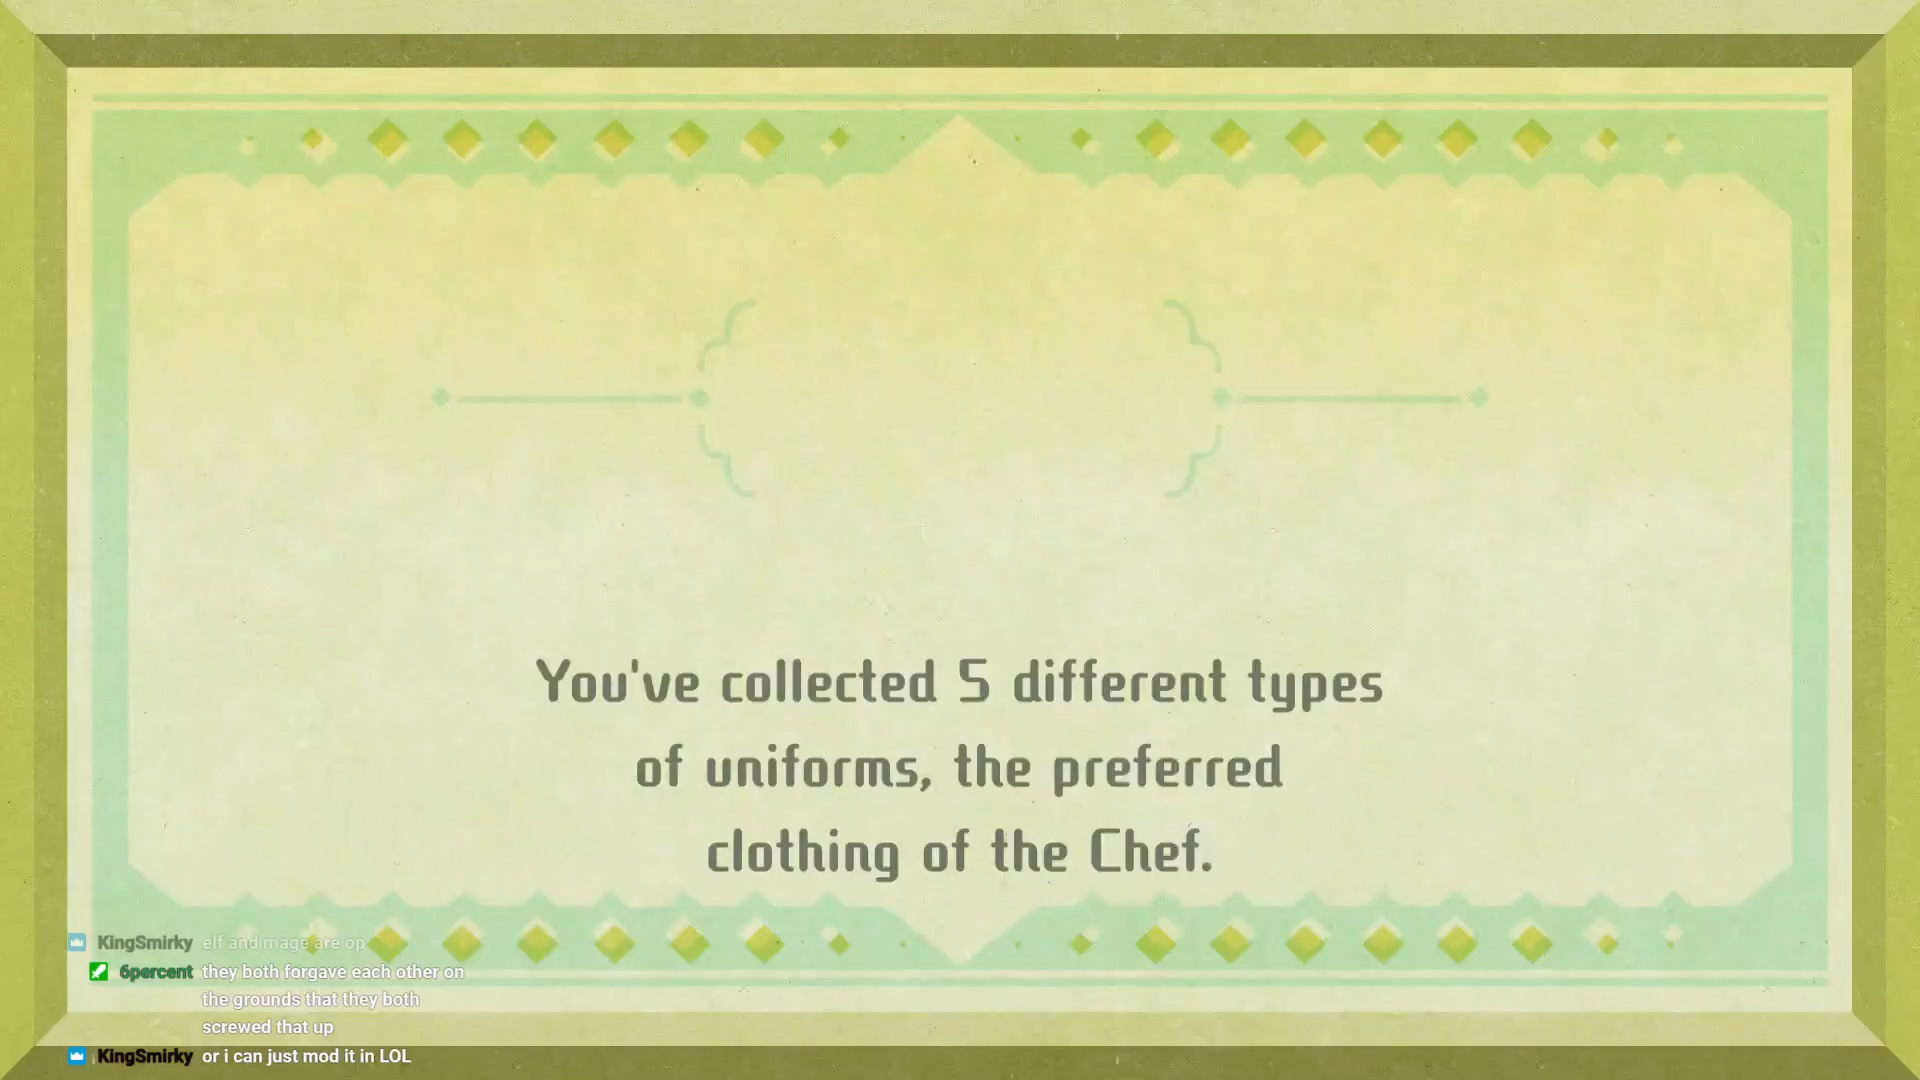 You've collected 5 different types
of uniforms, the preferred
clothing of the Chef.
KingSmirky elf and mage are op
6percent they both forgave each other on
the grounds that they both
screwed that up
KingSmirky or i can just mod it in LOL